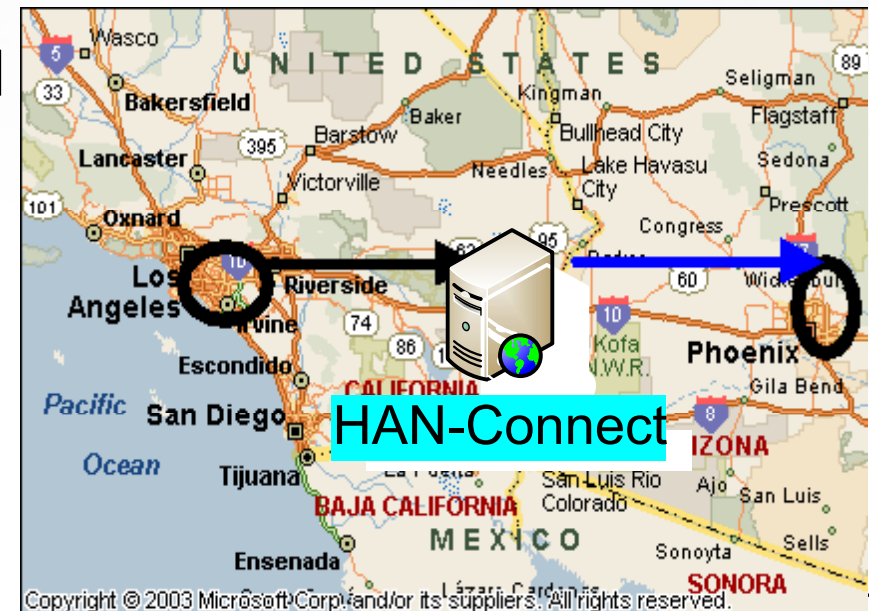 Wasco
5
UNITED STATES
89
33
Seligman
Kingman
Bakersfield
Baker
Flagstaff
Barstow
Bullhead City
395
Lancaster
Needles
Lake Havasu
City
Sedona
Victorville
101
Prescott
Oxnard
Congress
95
10
Los
Angeles
Riverside
60
Irvine
74
10
86
Kofa
N.W.R.
Phoenix
Escondido
Gila Bend
CALIFORNIA
Pacific
Ocean
San Diego
8
HAN-Connect
Tijuana
San Luis Rio
Colorado
Ajo
San Luis
BAJA CALIFORNIA
MEXICO
Sells
Ensenada
Sonoyta
SONORA
Copyright © 2003 Microsoft Corp. and/or its suppliers. All rights reserved.